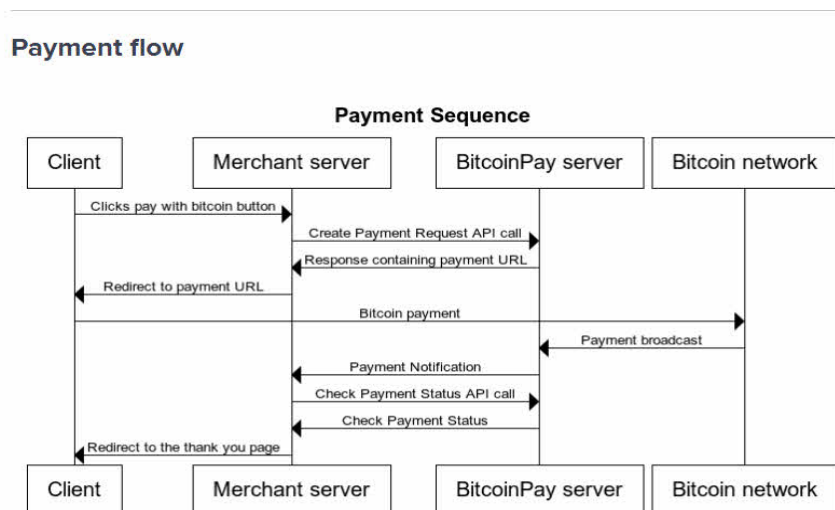 Payment flow
Payment Sequence
Client Merchant server BitcoinPay server Bitcoin network
Clicks pay with bitcoin button
Create Payment Request API call
Response containing payment URL
Redirect to payment URL
Bitcoin payment
Payment broadcast
Payment Notification
Check Payment Status API call
Check Payment Status
Redirect to the thank you page
Client Merchant server BitcoinPay server Bitcoin network